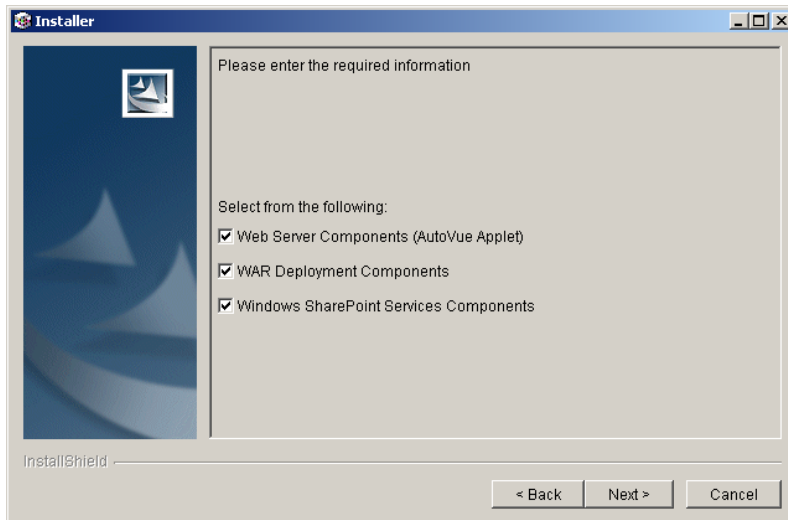 Installer
Please enter the required information
Select from the following:
Web Server Components (AutoVue Applet)
WAR Deployment Components
Windows SharePoint Services Components
InstallShield
< Back
Next >
Cancel